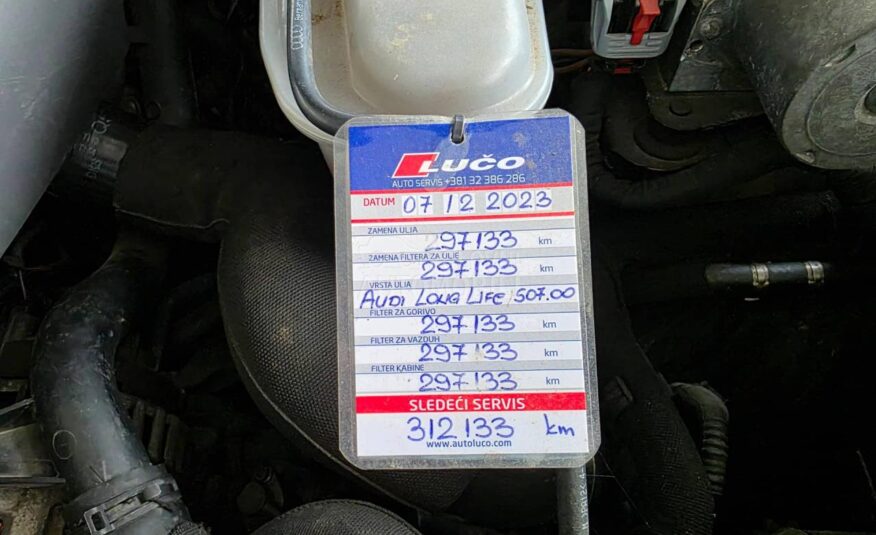 LUČO
AUTO SERVIS +381 32 386 286
DATUM 07 12 2023
ZAMENA ULJA
297133 km
ZAMENA FILTERA ZA ULJE
297133 km
VRSTA ULJA
AUDI LONG LIFE 507.00
FILTER ZA GORIVO
297133 km
FILTER ZA VAZDUH
297133 km
FILTER KABINE
297133 km
SLEDEĆI SERVIS
312 133 km
www.autoluco.com